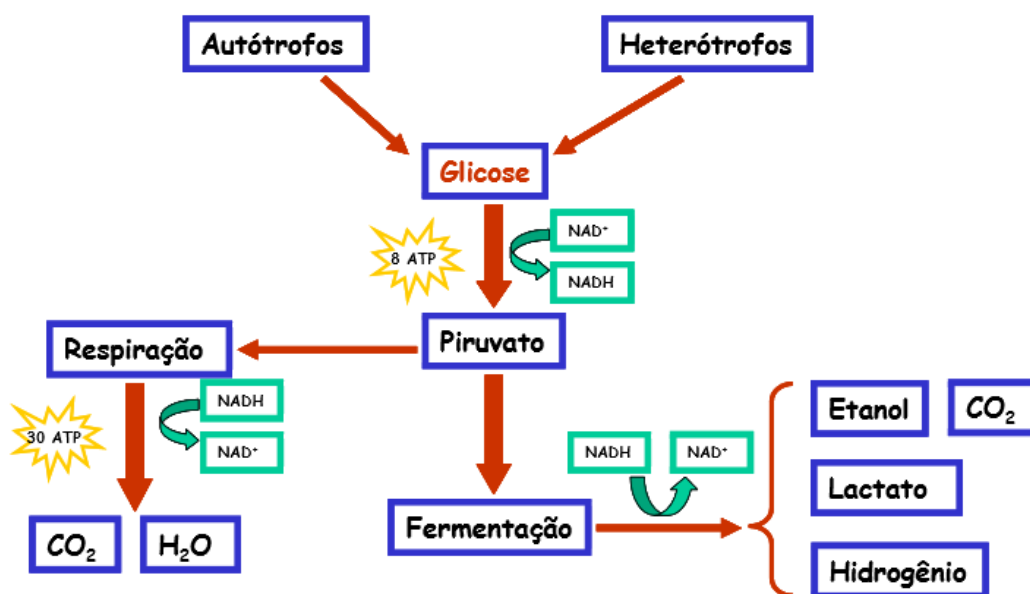 Autótrofos
Heterótrofos
Glicose
8 ATP
NAD⁺
NADH
Respiração
Piruvato
30 ATP
NADH
NAD⁺
CO₂
H₂O
Fermentação
NADH
NAD⁺
Etanol
CO₂
Lactato
Hidrogênio